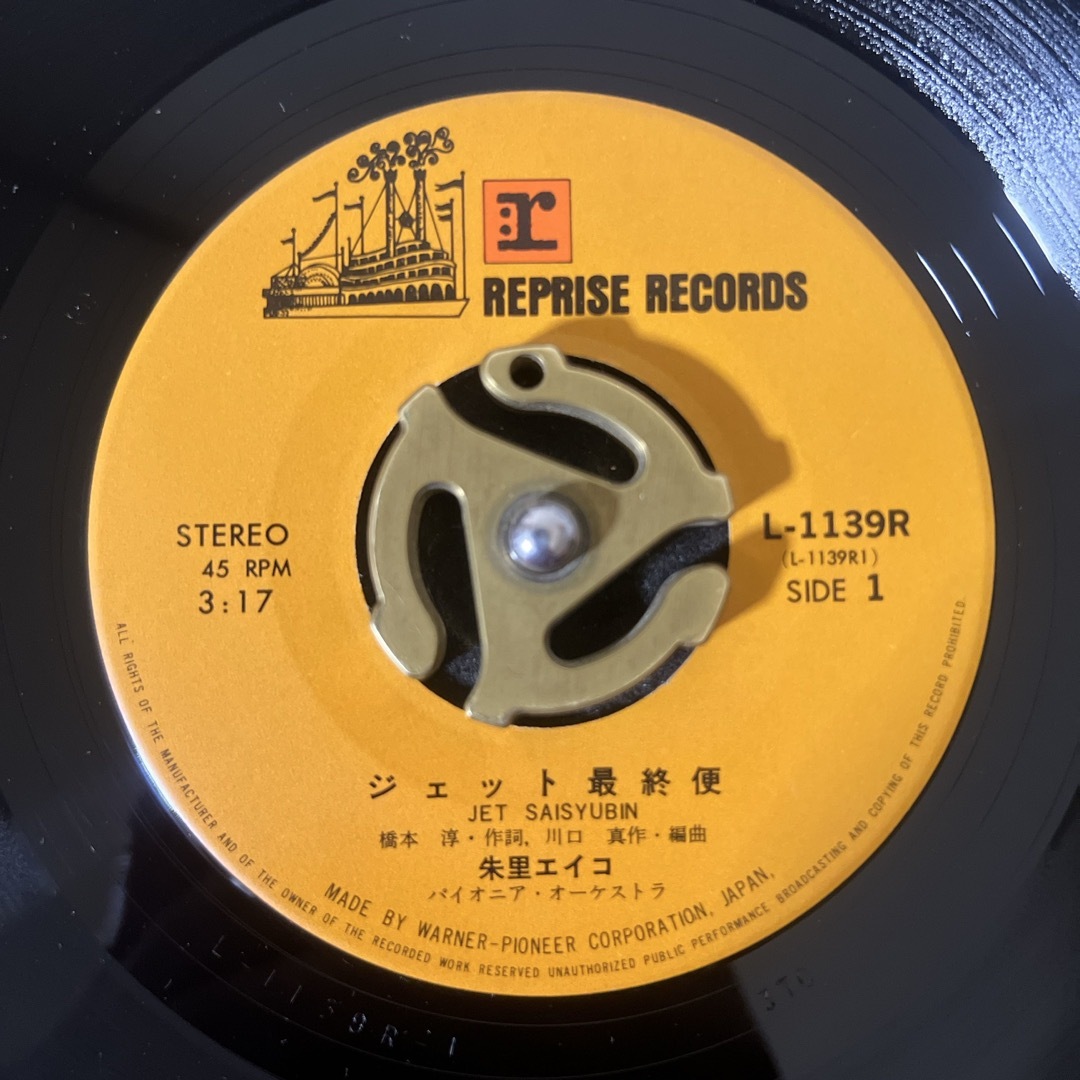 r
REPRISE RECORDS
STEREO
45 RPM
3:17
L-1139R
(L-1139R1)
SIDE 1
ジェット最終便
JET SAISYUBIN
橋本 淳・作詞, 川口 真作・編曲
朱里エイコ
パイオニア・オーケストラ
MADE BY WARNER-PIONEER CORPORATION, JAPAN,
ALL RIGHTS OF THE MANUFACTURER AND OF THE OWNER OF THE RECORDED WORK RESERVED UNAUTHORIZED PUBLIC PERFORMANCE BROADCASTING AND COPYING OF THIS RECORD PROHIBITED
L-1139R-1